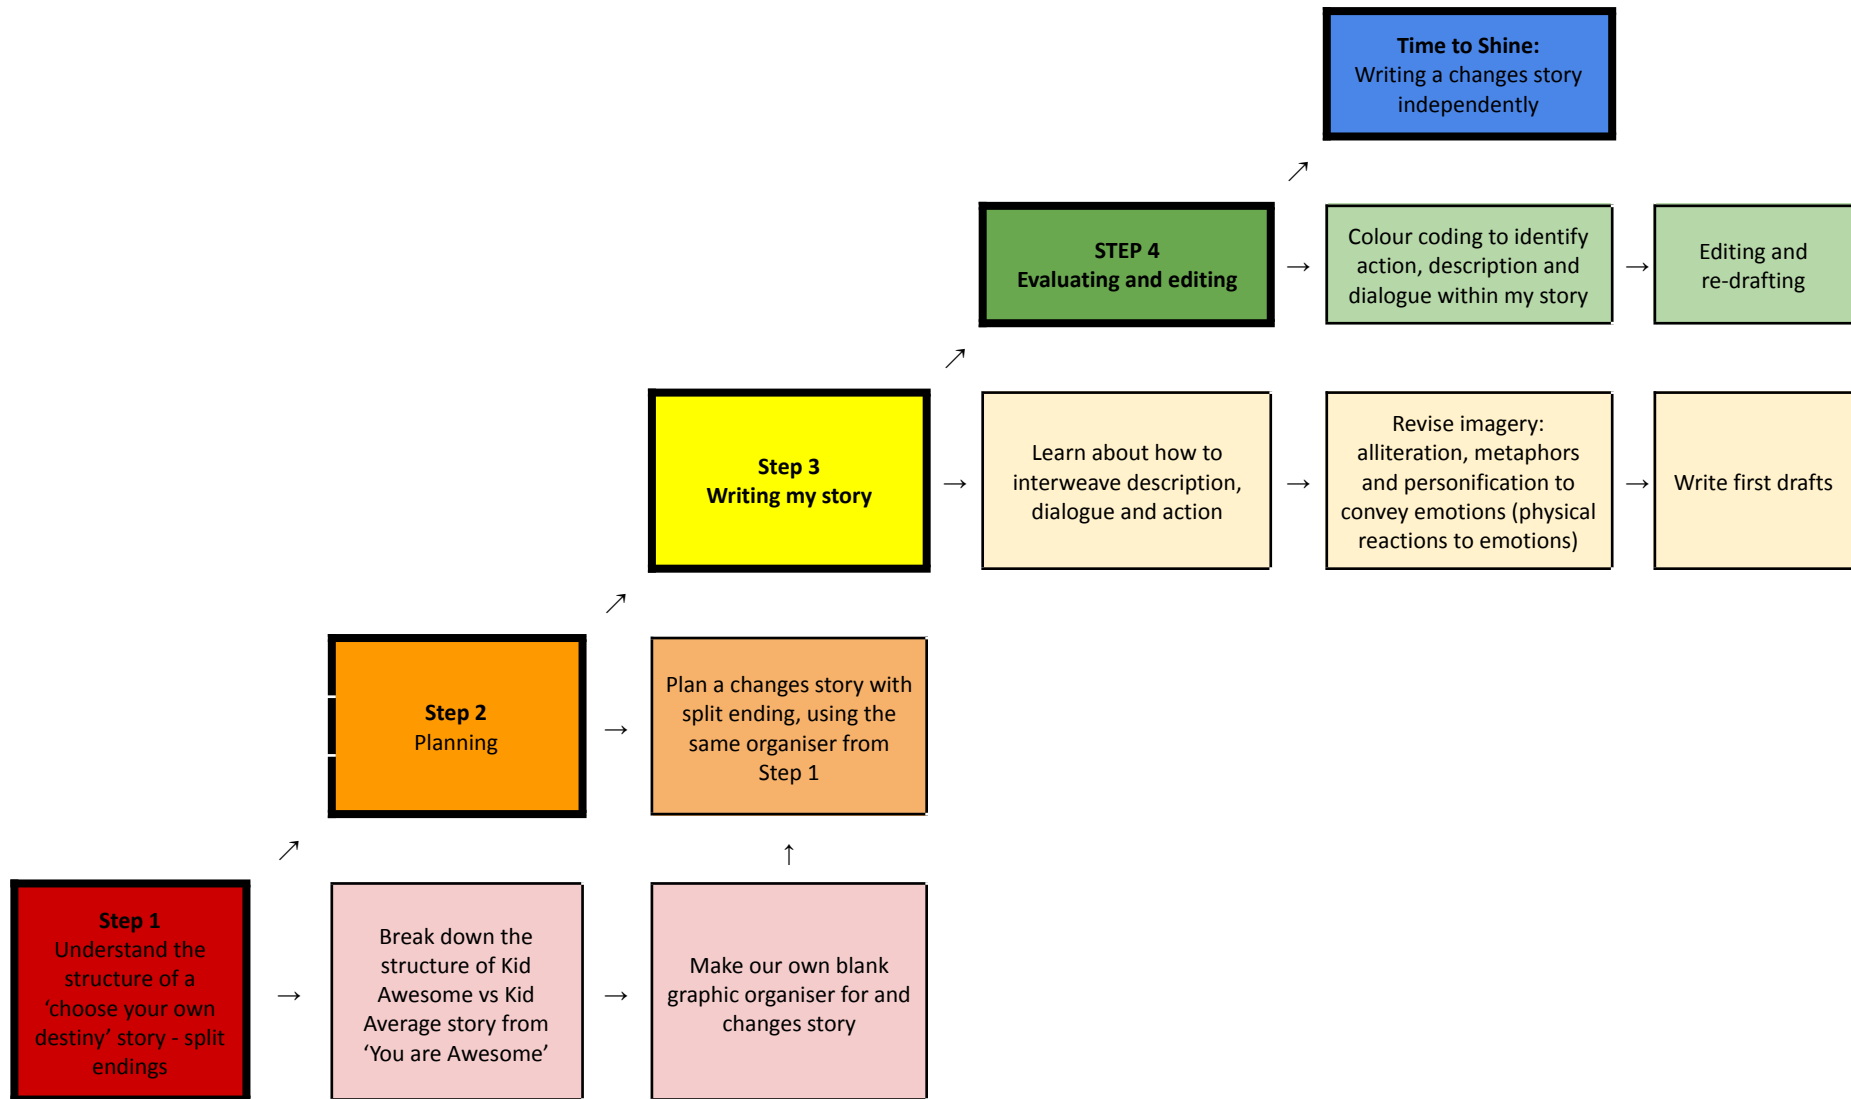 Time to Shine:
Writing a changes story
independently
↗
STEP 4
Evaluating and editing
→
Colour coding to identify
action, description and
dialogue within my story
→
Editing and
re-drafting
↗
Step 3
Writing my story
→
Learn about how to
interweave description,
dialogue and action
→
Revise imagery:
alliteration, metaphors
and personification to
convey emotions (physical
reactions to emotions)
→
Write first drafts
↗
Step 2
Planning
→
Plan a changes story with
split ending, using the
same organiser from
Step 1
↗
↑
Step 1
Understand the
structure of a
‘choose your own
destiny’ story - split
endings
→
Break down the
structure of Kid
Awesome vs Kid
Average story from
‘You are Awesome’
→
Make our own blank
graphic organiser for and
changes story